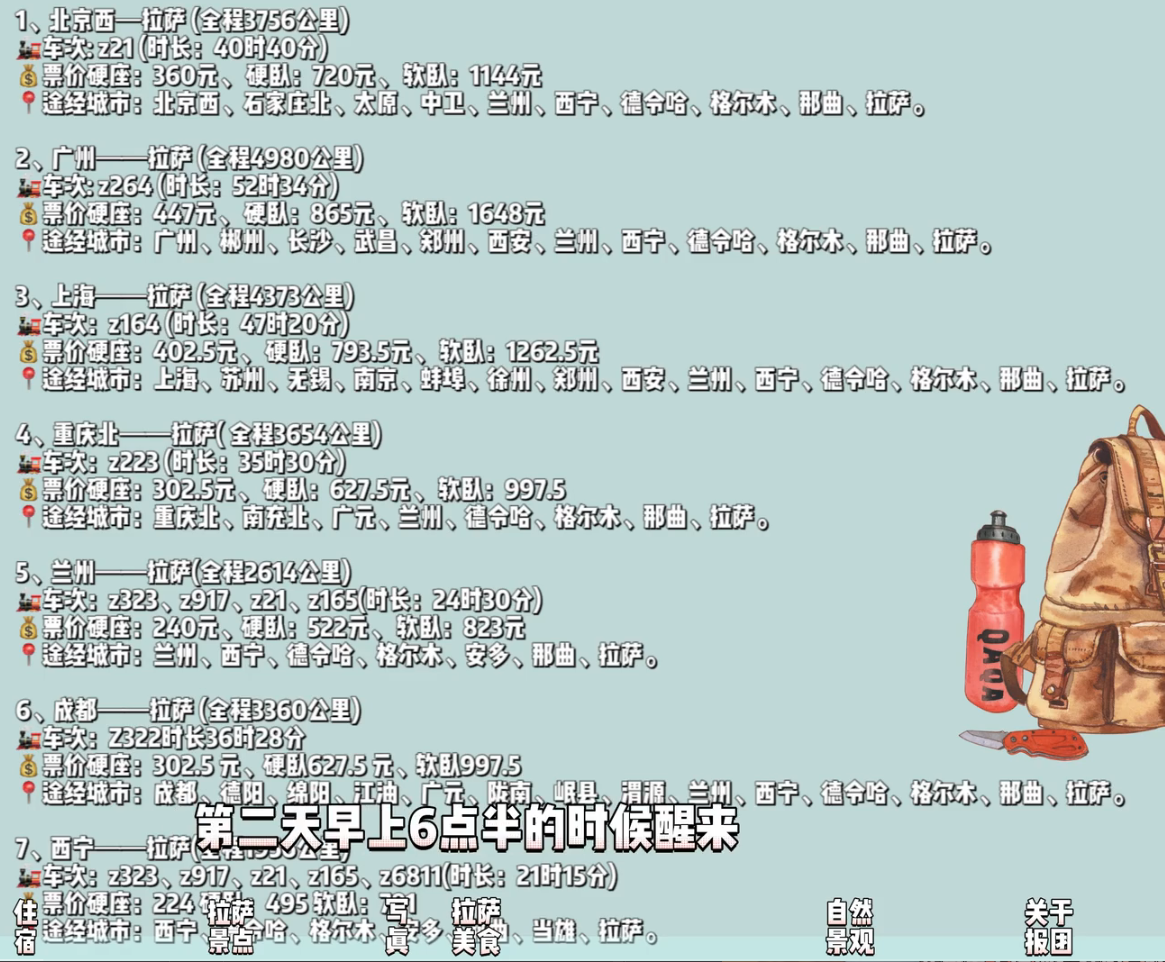 1、北京西—拉萨(全程3756公里)
车次: z21(时长：40时40分)
票价硬座：360元、硬卧：720元、软卧：1144元
途经城市：北京西、石家庄北、太原、中卫、兰州、西宁、德令哈、格尔木、那曲、拉萨。
2、广州——拉萨(全程4980公里)
车次: z264(时长：52时34分)
票价硬座：447元、硬卧：865元、软卧：1648元
途经城市：广州、郴州、长沙、武昌、郑州、西安、兰州、西宁、德令哈、格尔木、那曲、拉萨。
3、上海——拉萨(全程4373公里)
车次：z164(时长：47时20分)
票价硬座：402.5元、硬卧：793.5元、软卧：1262.5元
途经城市：上海、苏州、无锡、南京、蚌埠、徐州、郑州、西安、兰州、西宁、德令哈、格尔木、那曲、拉萨。
4、重庆北——拉萨(全程3654公里)
车次：z223(时长：35时30分)
票价硬座：302.5元、硬卧：627.5元、软卧：997.5
途经城市：重庆北、南充北、广元、兰州、德令哈、格尔木、那曲、拉萨。
5、兰州——拉萨(全程2614公里)
车次：z323、z917、z21、z165(时长：24时30分)
票价硬座：240元、硬卧：522元、软卧：823元
途经城市：兰州、西宁、德令哈、格尔木、安多、那曲、拉萨。
6、成都——拉萨(全程3360公里)
车次：Z322时长36时28分
票价硬座：302.5元、硬卧627.5元、软卧997.5
途经城市：成都、德阳、绵阳、江油、广元、陇南、岷县、渭源、兰州、西宁、德令哈、格尔木、那曲、拉萨。
第二天早上6点半的时候醒来
7、西宁——拉萨
车次：z323、z917、z21、z165、z6811(时长：21时15分)
票价硬座：224 硬卧：495软卧：
途经城市：西宁、德令哈、格尔木、安多、那曲、当雄、拉萨。
住宿
拉萨景点
写真
拉萨美食
自然景观
关于报团
QAQA